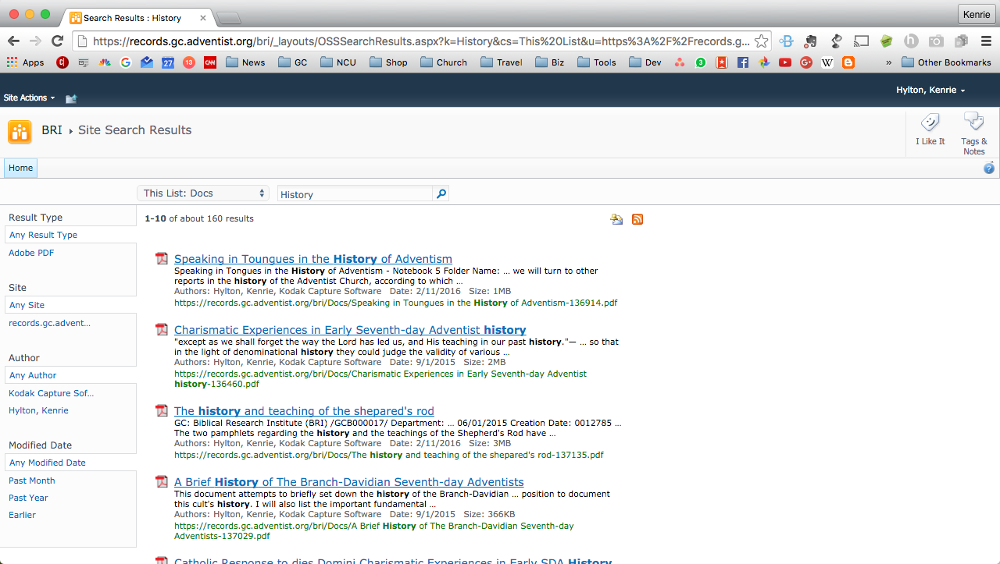 Search Results : History
Kenrie
https://records.gc.adventist.org/bri/_layouts/OSSSearchResults.aspx?k=History&cs=This%20List&u=https%3A%2F%2Frecords.g...
Apps
27
13
CNN
News
GC
NCU
Shop
Church
Travel
Biz
Tools
Dev
3
W
»
Other Bookmarks
Site Actions
Hylton, Kenrie
BRI
Site Search Results
I Like It
Tags &
Notes
Home
?
This List: Docs
History
Result Type
Any Result Type
Adobe PDF
Site
Any Site
records.gc.advent...
Author
Any Author
Kodak Capture Sof...
Hylton, Kenrie
Modified Date
Any Modified Date
Past Month
Past Year
Earlier
1-10 of about 160 results
Speaking in Toungues in the History of Adventism
Speaking in Tongues in the History of Adventism - Notebook 5 Folder Name: ... we will turn to other
reports in the history of the Adventist Church, according to which ...
Authors: Hylton, Kenrie, Kodak Capture Software Date: 2/11/2016 Size: 1MB
https://records.gc.adventist.org/bri/Docs/Speaking in Toungues in the History of Adventism-136914.pdf
Charismatic Experiences in Early Seventh-day Adventist history
"except as we shall forget the way the Lord has led us, and His teaching in our past history."— ... so that
in the light of denominational history they could judge the validity of various ...
Authors: Hylton, Kenrie, Kodak Capture Software Date: 9/1/2015 Size: 2MB
https://records.gc.adventist.org/bri/Docs/Charismatic Experiences in Early Seventh-day Adventist
history-136460.pdf
The history and teaching of the shepared's rod
GC: Biblical Research Institute (BRI) /GCB000017/ Department: ... 06/01/2015 Creation Date: 0012785 ...
The two pamphlets regarding the history and the teachings of the Shepherd's Rod have ...
Authors: Hylton, Kenrie, Kodak Capture Software Date: 2/11/2016 Size: 3MB
https://records.gc.adventist.org/bri/Docs/The history and teaching of the shepared's rod-137135.pdf
A Brief History of The Branch-Davidian Seventh-day Adventists
This document attempts to briefly set down the history of the Branch-Davidian ... position to document
this cult's history. I will also list the important fundamental ...
Authors: Hylton, Kenrie, Kodak Capture Software Date: 9/1/2015 Size: 366KB
https://records.gc.adventist.org/bri/Docs/A Brief History of The Branch-Davidian Seventh-day
Adventists-137029.pdf
Catholic Response to dies Domini Charismatic Experiences in Early SDA History